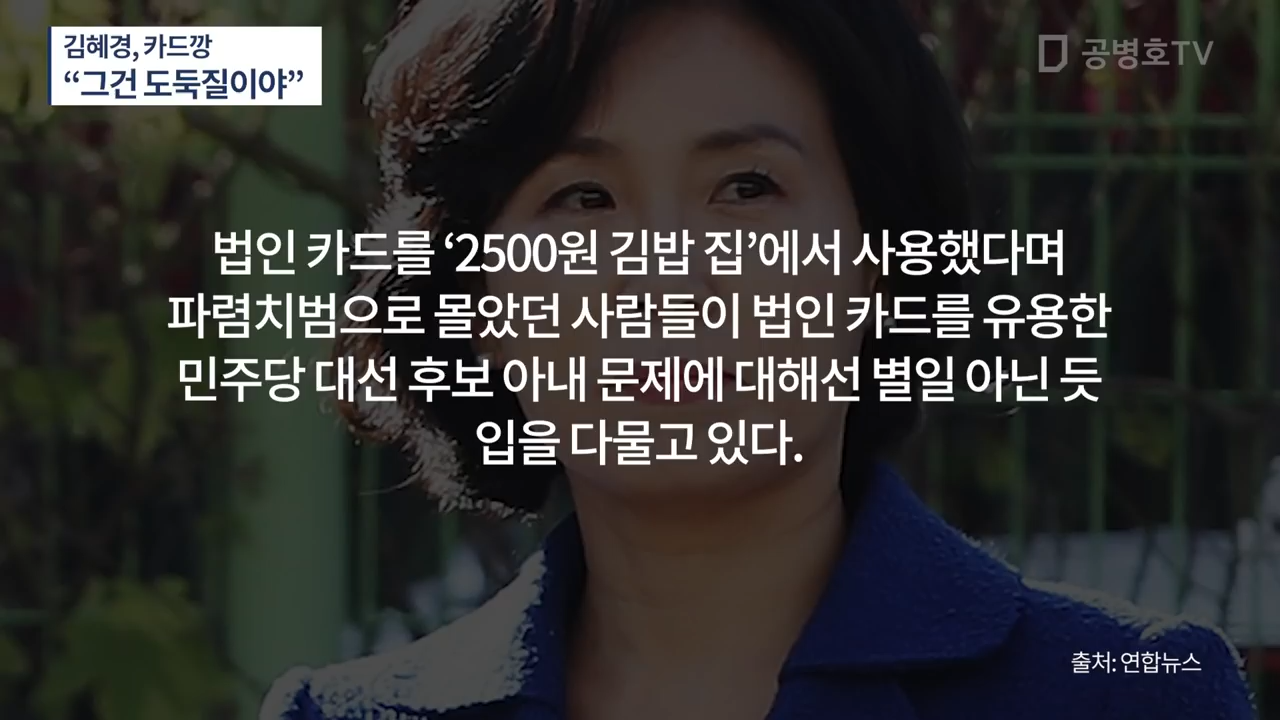 김혜경, 카드깡
“그건 도둑질이야”
공병호TV
법인 카드를 ‘2500원 김밥 집’에서 사용했다며
파렴치범으로 몰았던 사람들이 법인 카드를 유용한
민주당 대선 후보 아내 문제에 대해선 별일 아닌 듯
입을 다물고 있다.
출처: 연합뉴스